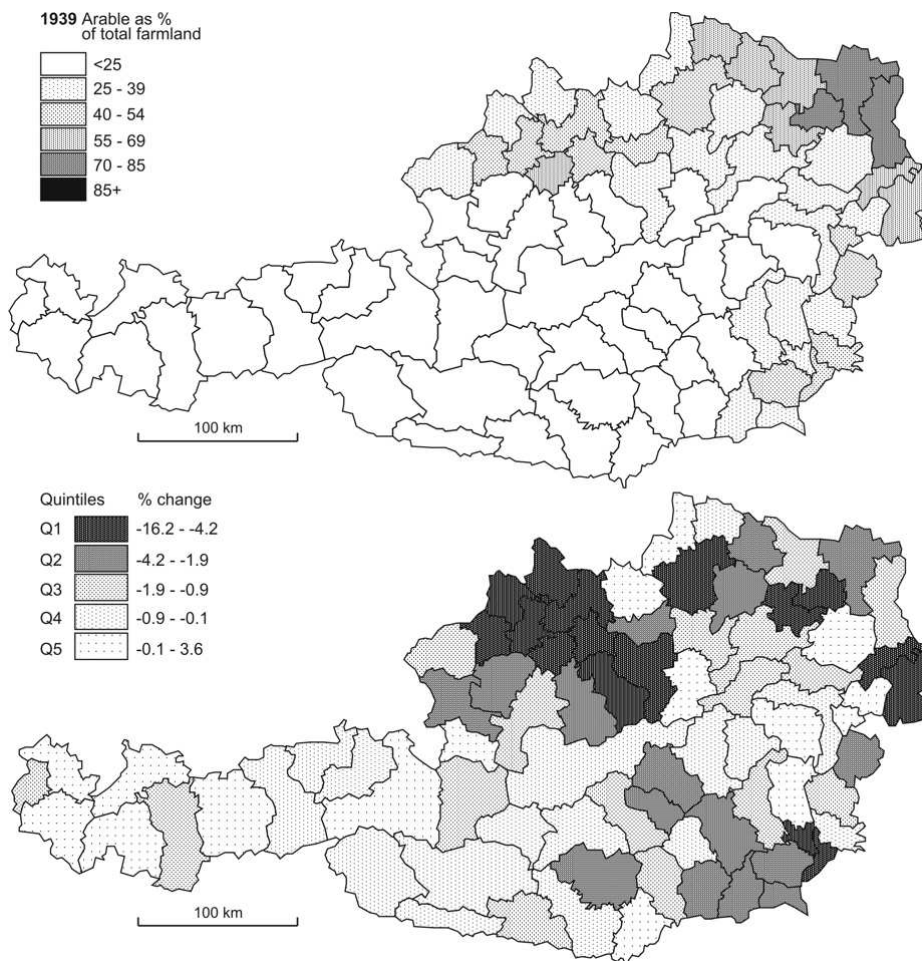 1939 Arable as %
of total farmland
<25
25 - 39
40 - 54
55 - 69
70 - 85
85+
100 km
Quintiles % change
Q1 -16.2 - -4.2
Q2 -4.2 - -1.9
Q3 -1.9 - -0.9
Q4 -0.9 - -0.1
Q5 -0.1 - 3.6
100 km